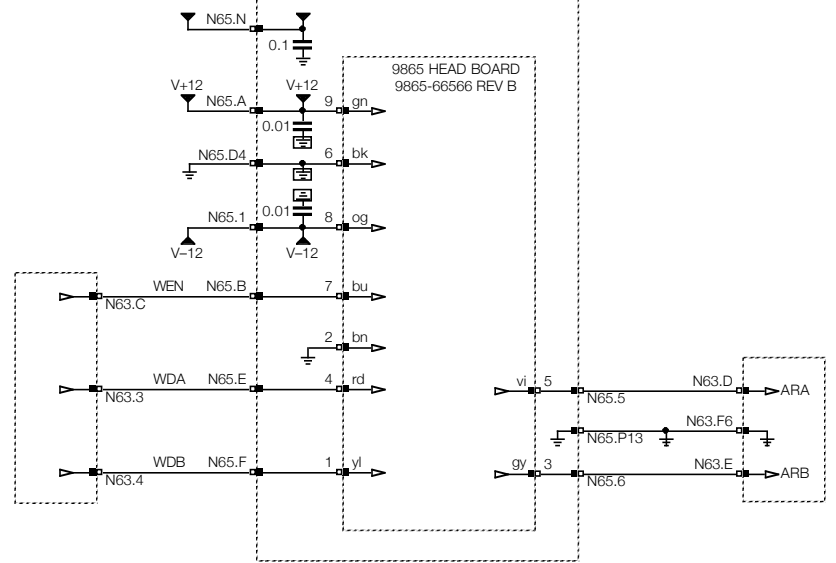 N65.N
0.1
9865 HEAD BOARD
9865-66566 REV B
V+12 V+12
N65.A 9 gn
0.01
N65.D4 6 bk
0.01
N65.1 8 og
V–12 V–12
WEN N65.B 7 bu
N63.C
2 bn
WDA N65.E 4 rd vi 5 N63.D ARA
N63.3 N65.5
N63.F6
N65.P13
WDB N65.F 1 yl gy 3 N63.E ARB
N63.4 N65.6